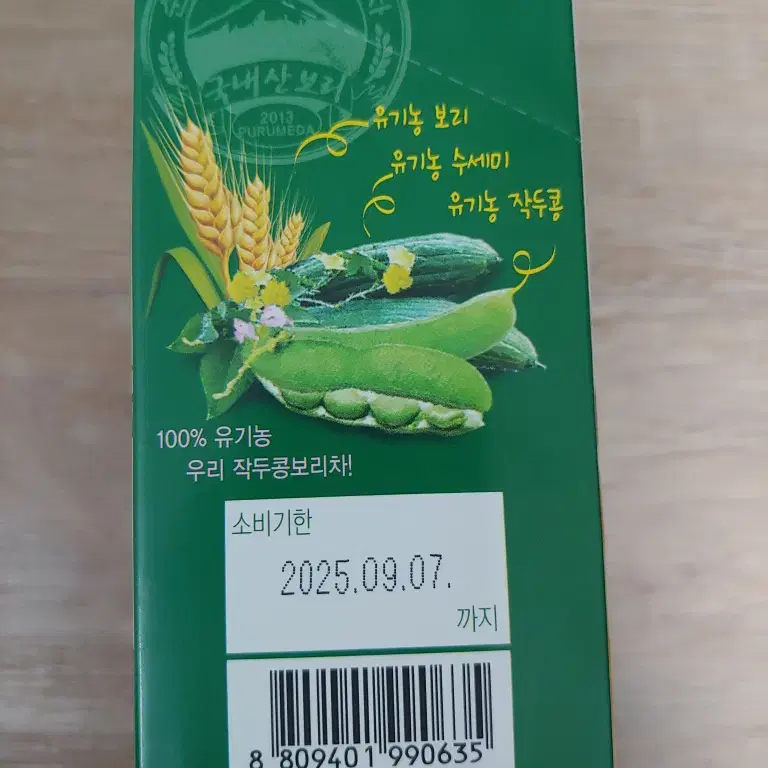 국내산보리
2013
PURUMEDA
유기농 보리
유기농 수세미
유기농 작두콩
100% 유기농
우리 작두콩보리차!
소비기한
2025.09.07.
까지
8 809401 990635